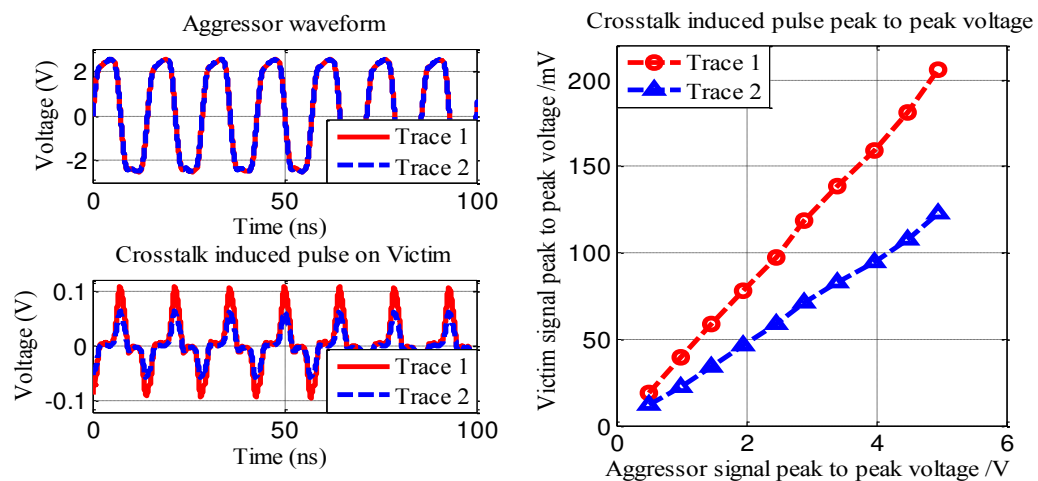 Aggressor waveform
Voltage (V)
2
0
-2
Trace 1
Trace 2
0
50
100
Time (ns)
Crosstalk induced pulse on Victim
Voltage (V)
0.1
0
-0.1
Trace 1
Trace 2
0
50
100
Time (ns)
Crosstalk induced pulse peak to peak voltage
Victim signal peak to peak voltage /mV
200
150
100
50
0
Trace 1
Trace 2
0
2
4
6
Aggressor signal peak to peak voltage /V